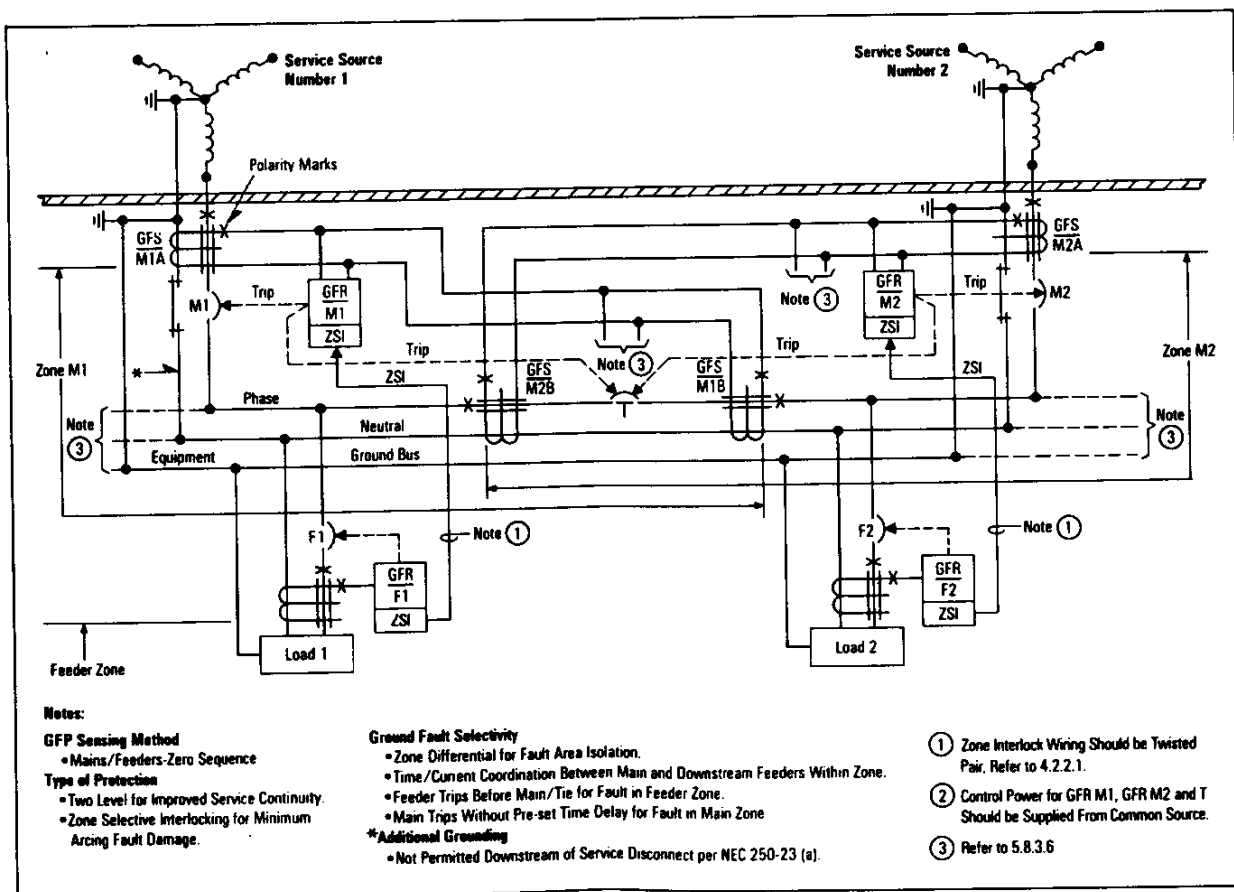 Service Source
Number 1
Service Source
Number 2
Polarity Marks
GFS
M1A
GFS
M2A
M1
Trip
GFR
M1
ZSI
Note ③
GFR
M2
ZSI
Trip
M2
Zone M1
*
Trip
Note ③
Trip
Zone M2
ZSI
GFS
M2B
GFS
M1B
ZSI
T
Phase
Note
③
Neutral
Note
③
Equipment
Ground Bus
F1
Note ①
F2
Note ①
GFR
F1
ZSI
GFR
F2
ZSI
Load 1
Load 2
Feeder Zone
Notes:
GFP Sensing Method
• Mains/Feeders-Zero Sequence
Type of Protection
• Two Level for Improved Service Continuity.
• Zone Selective Interlocking for Minimum
Arcing Fault Damage.
Ground Fault Selectivity
• Zone Differential for Fault Area Isolation.
• Time/Current Coordination Between Main and Downstream Feeders Within Zone.
• Feeder Trips Before Main/Tie for Fault in Feeder Zone.
• Main Trips Without Pre-set Time Delay for Fault in Main Zone
*Additional Grounding
• Not Permitted Downstream of Service Disconnect per NEC 250-23 (a).
① Zone Interlock Wiring Should be Twisted
Pair, Refer to 4.2.2.1.
② Control Power for GFR M1, GFR M2 and T
Should be Supplied From Common Source.
③ Refer to 5.8.3.6